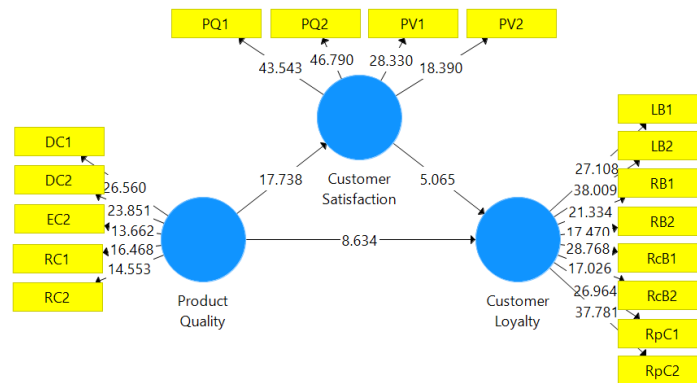 PQ1
PQ2
PV1
PV2
43.543
46.790
28.330
18.390
Customer
Satisfaction
DC1
DC2
EC2
RC1
RC2
26.560
23.851
13.662
16.468
14.553
Product
Quality
17.738
5.065
8.634
Customer
Loyalty
27.108
38.009
21.334
17.470
28.768
17.026
26.964
37.781
LB1
LB2
RB1
RB2
RcB1
RcB2
RpC1
RpC2